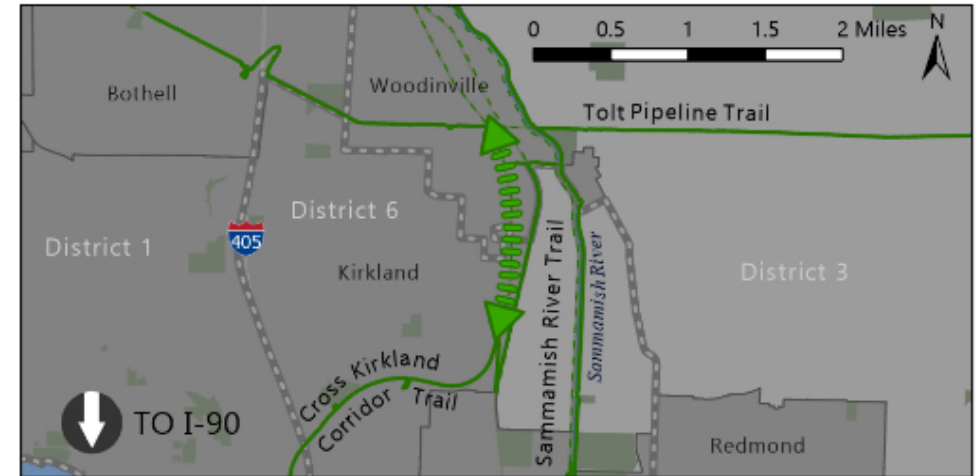 0 0.5 1 1.5 2 Miles
N
Bothell
Woodinville
Tolt Pipeline Trail
District 6
405
District 1
Kirkland
Sammamish River Trail
Sammamish River
District 3
Cross Kirkland
Corridor Trail
TO I-90
Redmond